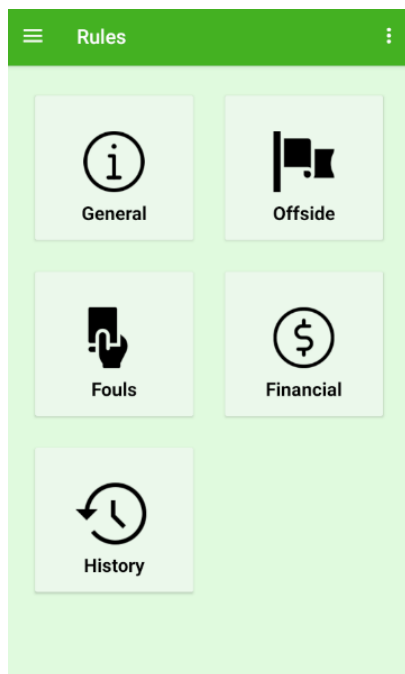 Rules
General
Offside
Fouls
Financial
History